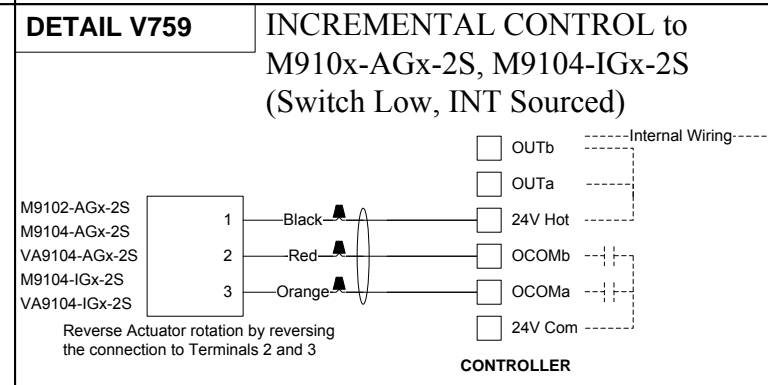 DETAIL V759
INCREMENTAL CONTROL to
M910x-AGx-2S, M9104-IGx-2S
(Switch Low, INT Sourced)
OUTb
Internal Wiring
OUTa
M9102-AGx-2S
M9104-AGx-2S
VA9104-AGx-2S
M9104-IGx-2S
VA9104-IGx-2S
1
Black
24V Hot
2
Red
OCOMb
3
Orange
OCOMa
24V Com
Reverse Actuator rotation by reversing
the connection to Terminals 2 and 3
CONTROLLER